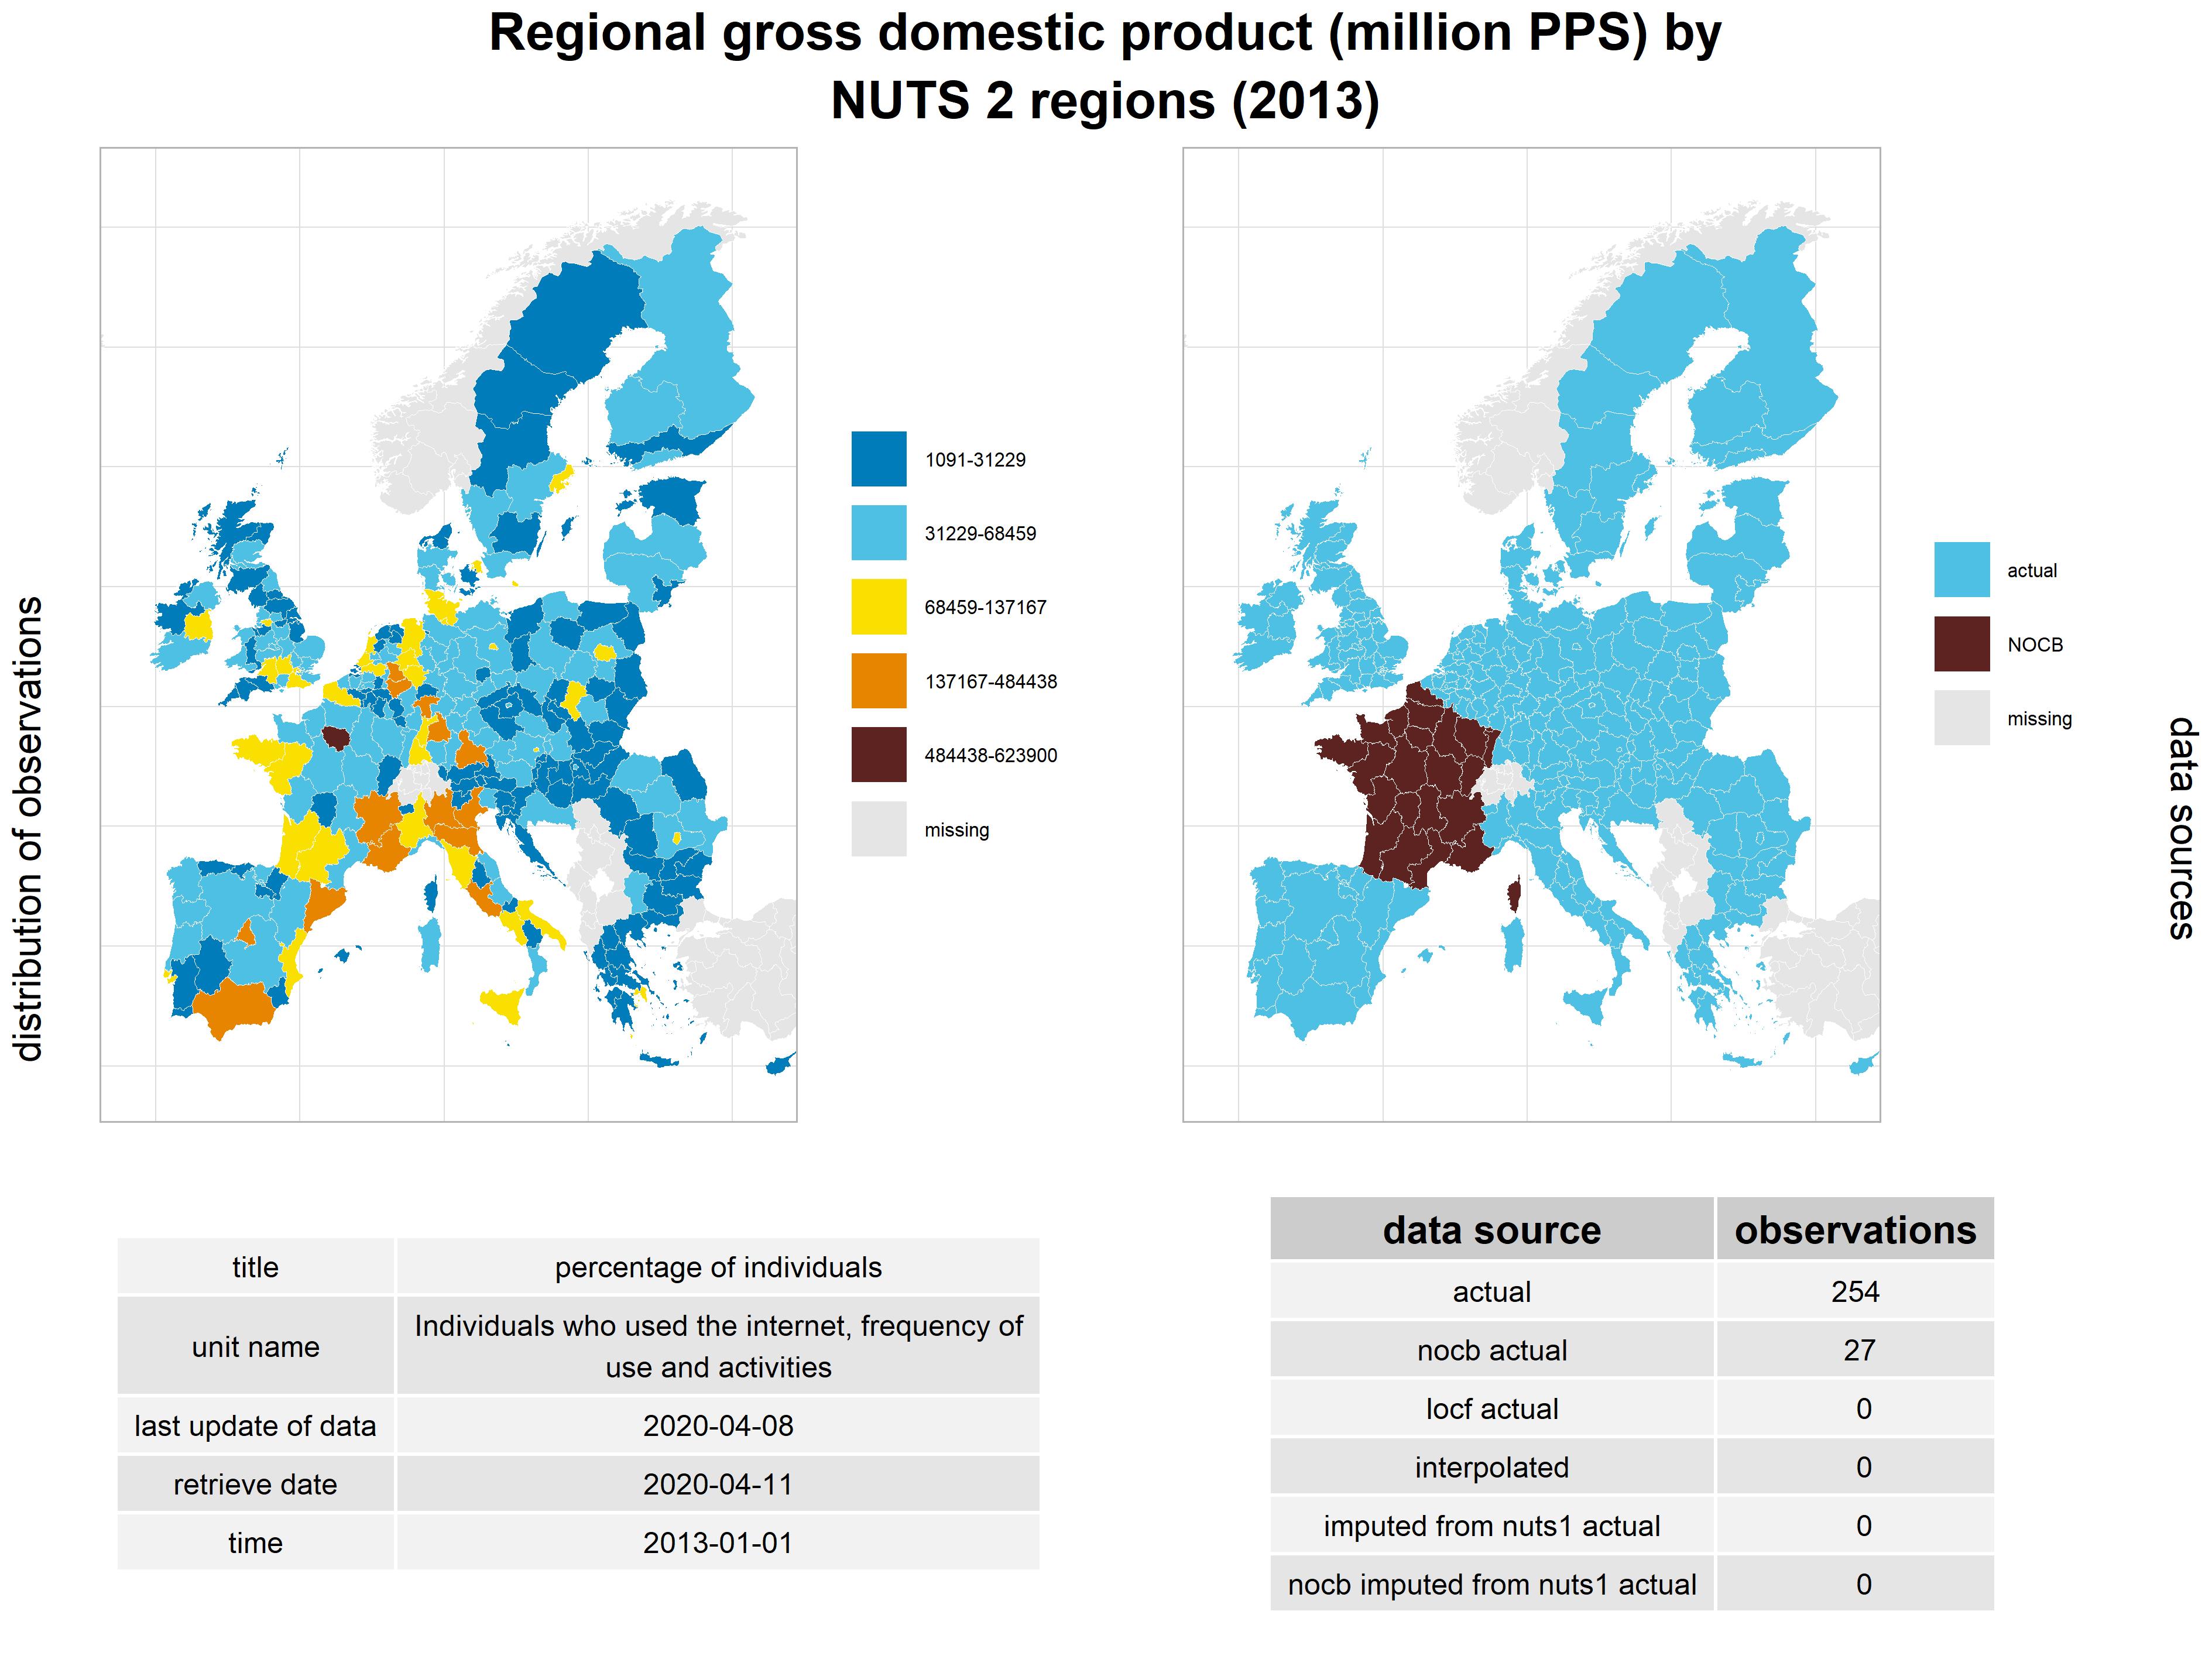 Regional gross domestic product (million PPS) by
NUTS 2 regions (2013)
distribution of observations
1091-31229
31229-68459
68459-137167
137167-484438
484438-623900
missing
actual
NOCB
missing
data sources
title percentage of individuals
unit name Individuals who used the internet, frequency of
use and activities
last update of data 2020-04-08
retrieve date 2020-04-11
time 2013-01-01
data source observations
actual 254
nocb actual 27
locf actual 0
interpolated 0
imputed from nuts1 actual 0
nocb imputed from nuts1 actual 0